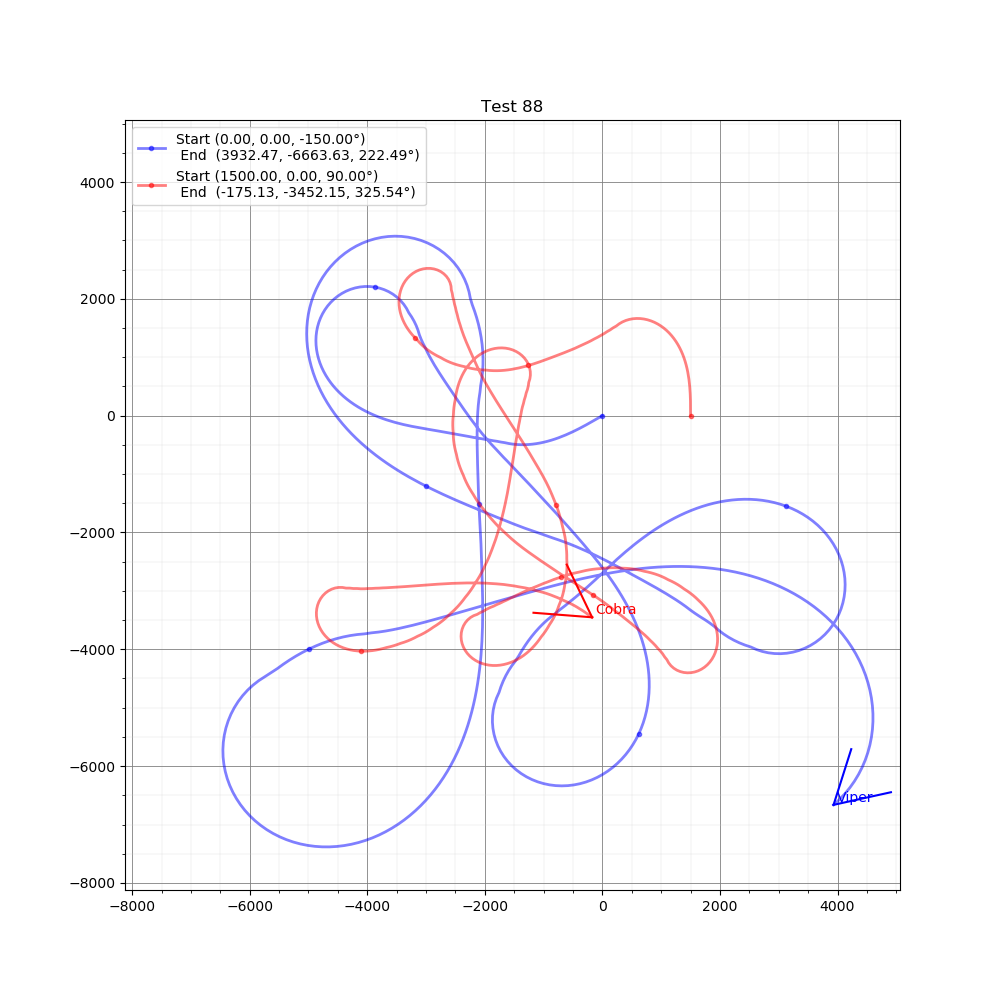 Test 88
Start (0.00, 0.00, -150.00°)
End (3932.47, -6663.63, 222.49°)
Start (1500.00, 0.00, 90.00°)
End (-175.13, -3452.15, 325.54°)
4000
2000
0
−2000
−4000
−6000
−8000
Cobra
Viper
−8000 −6000 −4000 −2000 0 2000 4000